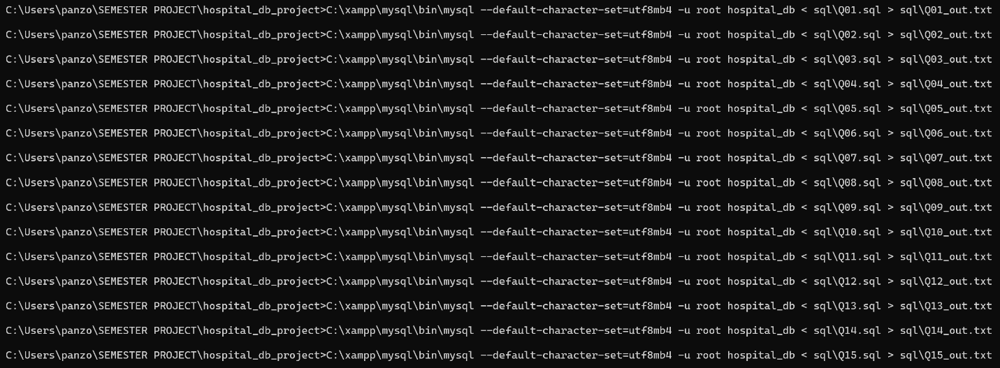 C:\Users\panzo\SEMESTER PROJECT\hospital_db_project>C:\xampp\mysql\bin\mysql --default-character-set=utf8mb4 -u root hospital_db < sql\Q01.sql > sql\Q01_out.txt
C:\Users\panzo\SEMESTER PROJECT\hospital_db_project>C:\xampp\mysql\bin\mysql --default-character-set=utf8mb4 -u root hospital_db < sql\Q02.sql > sql\Q02_out.txt
C:\Users\panzo\SEMESTER PROJECT\hospital_db_project>C:\xampp\mysql\bin\mysql --default-character-set=utf8mb4 -u root hospital_db < sql\Q03.sql > sql\Q03_out.txt
C:\Users\panzo\SEMESTER PROJECT\hospital_db_project>C:\xampp\mysql\bin\mysql --default-character-set=utf8mb4 -u root hospital_db < sql\Q04.sql > sql\Q04_out.txt
C:\Users\panzo\SEMESTER PROJECT\hospital_db_project>C:\xampp\mysql\bin\mysql --default-character-set=utf8mb4 -u root hospital_db < sql\Q05.sql > sql\Q05_out.txt
C:\Users\panzo\SEMESTER PROJECT\hospital_db_project>C:\xampp\mysql\bin\mysql --default-character-set=utf8mb4 -u root hospital_db < sql\Q06.sql > sql\Q06_out.txt
C:\Users\panzo\SEMESTER PROJECT\hospital_db_project>C:\xampp\mysql\bin\mysql --default-character-set=utf8mb4 -u root hospital_db < sql\Q07.sql > sql\Q07_out.txt
C:\Users\panzo\SEMESTER PROJECT\hospital_db_project>C:\xampp\mysql\bin\mysql --default-character-set=utf8mb4 -u root hospital_db < sql\Q08.sql > sql\Q08_out.txt
C:\Users\panzo\SEMESTER PROJECT\hospital_db_project>C:\xampp\mysql\bin\mysql --default-character-set=utf8mb4 -u root hospital_db < sql\Q09.sql > sql\Q09_out.txt
C:\Users\panzo\SEMESTER PROJECT\hospital_db_project>C:\xampp\mysql\bin\mysql --default-character-set=utf8mb4 -u root hospital_db < sql\Q10.sql > sql\Q10_out.txt
C:\Users\panzo\SEMESTER PROJECT\hospital_db_project>C:\xampp\mysql\bin\mysql --default-character-set=utf8mb4 -u root hospital_db < sql\Q11.sql > sql\Q11_out.txt
C:\Users\panzo\SEMESTER PROJECT\hospital_db_project>C:\xampp\mysql\bin\mysql --default-character-set=utf8mb4 -u root hospital_db < sql\Q12.sql > sql\Q12_out.txt
C:\Users\panzo\SEMESTER PROJECT\hospital_db_project>C:\xampp\mysql\bin\mysql --default-character-set=utf8mb4 -u root hospital_db < sql\Q13.sql > sql\Q13_out.txt
C:\Users\panzo\SEMESTER PROJECT\hospital_db_project>C:\xampp\mysql\bin\mysql --default-character-set=utf8mb4 -u root hospital_db < sql\Q14.sql > sql\Q14_out.txt
C:\Users\panzo\SEMESTER PROJECT\hospital_db_project>C:\xampp\mysql\bin\mysql --default-character-set=utf8mb4 -u root hospital_db < sql\Q15.sql > sql\Q15_out.txt